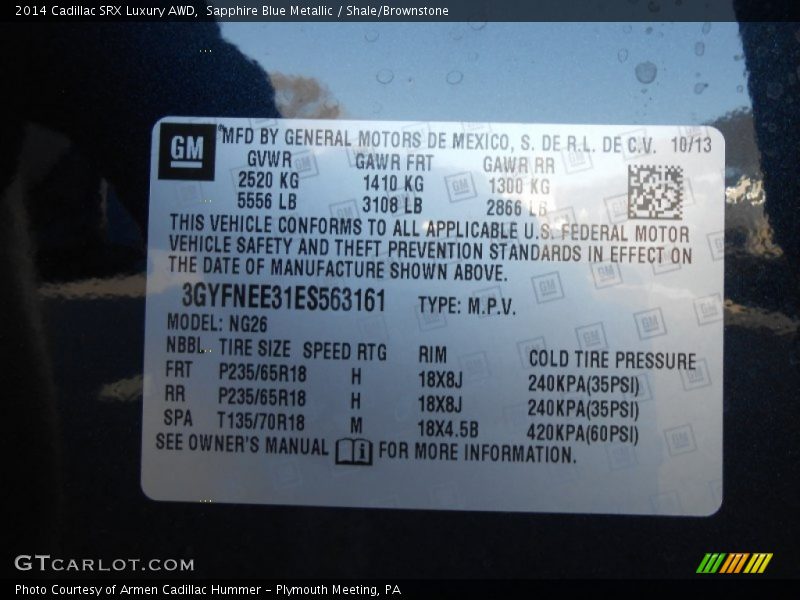 2014 Cadillac SRX Luxury AWD, Sapphire Blue Metallic / Shale/Brownstone
GM
MFD BY GENERAL MOTORS DE MEXICO, S. DE R.L. DE C.V. 10/13
GVWR GAWR FRT GAWR RR
2520 KG 1410 KG 1300 KG
5556 LB 3108 LB 2866 LB
THIS VEHICLE CONFORMS TO ALL APPLICABLE U.S. FEDERAL MOTOR
VEHICLE SAFETY AND THEFT PREVENTION STANDARDS IN EFFECT ON
THE DATE OF MANUFACTURE SHOWN ABOVE.
3GYFNEE31ES563161 TYPE: M.P.V.
MODEL: NG26
NBBL TIRE SIZE SPEED RTG RIM COLD TIRE PRESSURE
FRT P235/65R18 H 18X8J 240KPA(35PSI)
RR P235/65R18 H 18X8J 240KPA(35PSI)
SPA T135/70R18 M 18X4.5B 420KPA(60PSI)
SEE OWNER'S MANUAL FOR MORE INFORMATION.
GTCARLOT.COM
Photo Courtesy of Armen Cadillac Hummer - Plymouth Meeting, PA